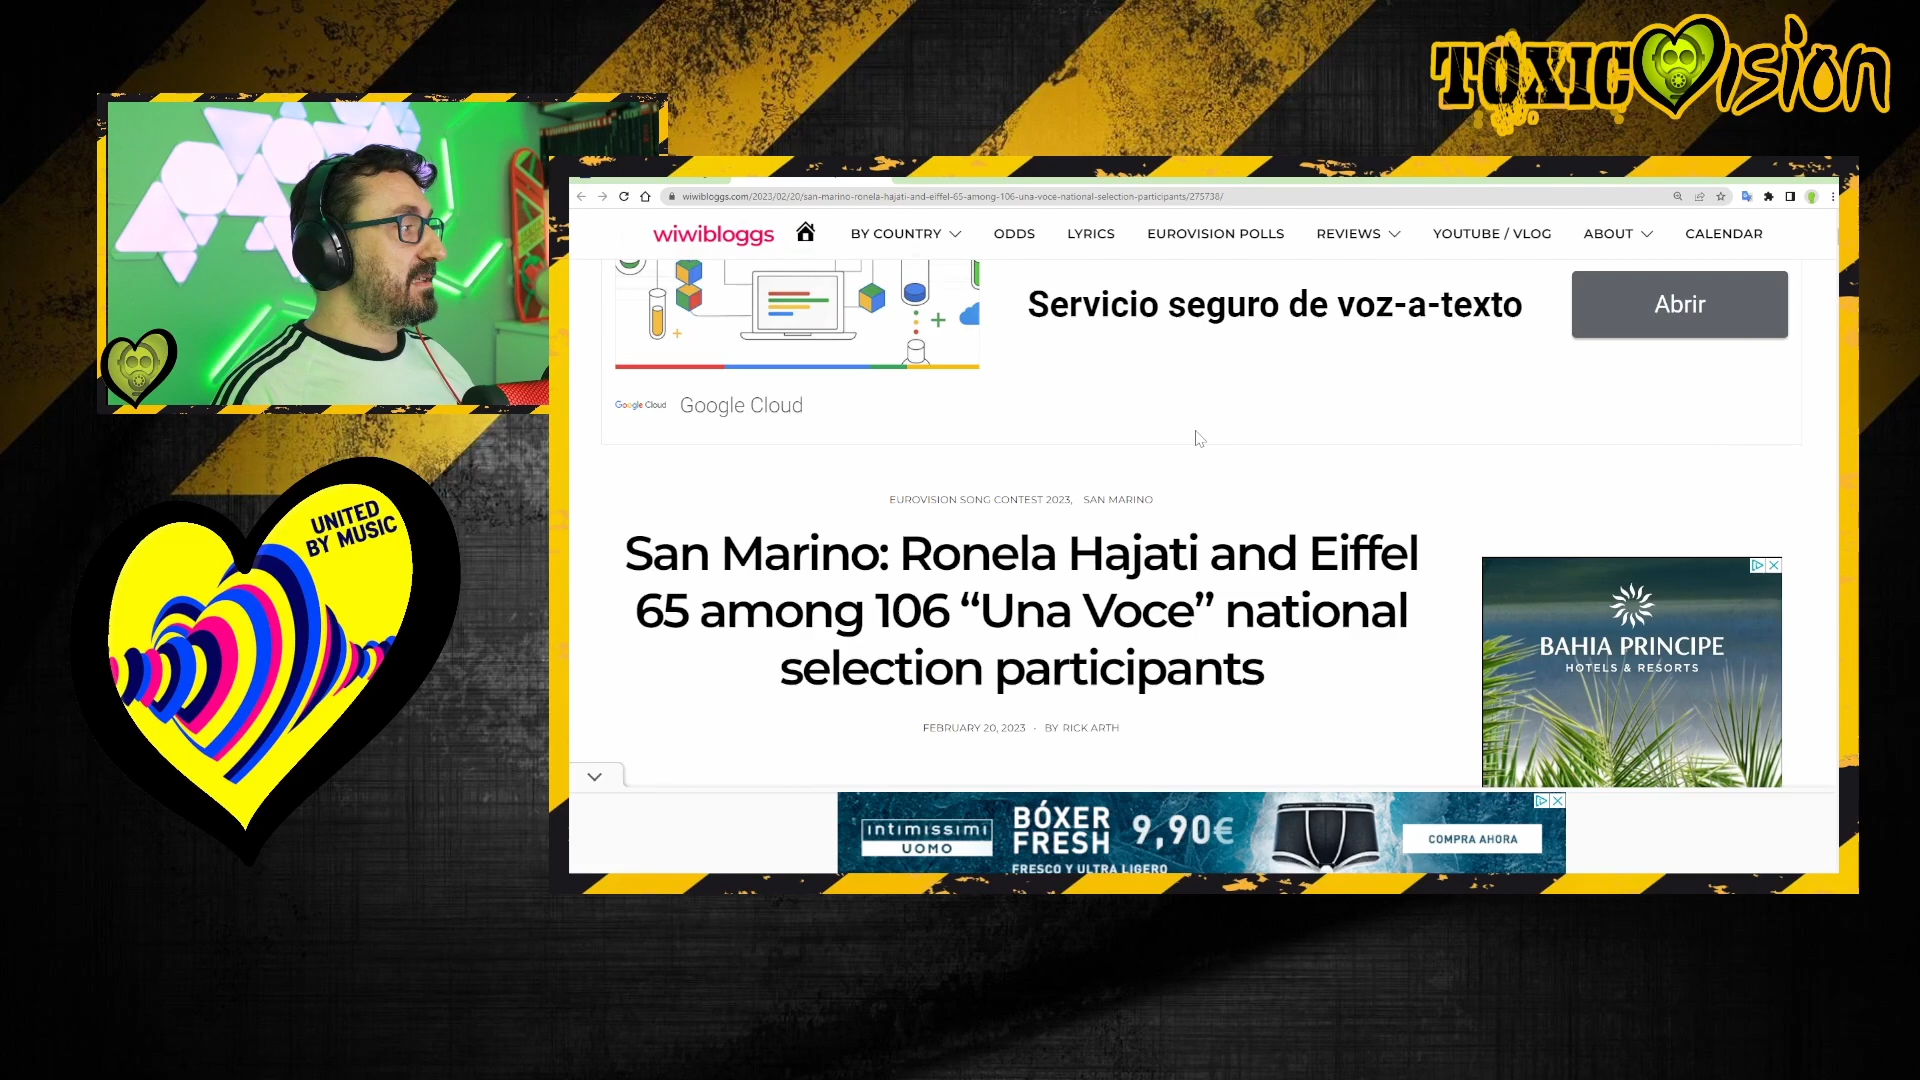 TOXIC
ision
UNITED
BY MUSIC
wiwibloggs.com/2023/02/20/san-marino-ronela-hajati-and-eiffel-65-among-106-una-voce-national-selection-participants/275738/
wiwibloggs BY COUNTRY ODDS LYRICS EUROVISION POLLS REVIEWS YOUTUBE / VLOG ABOUT CALENDAR
Servicio seguro de voz-a-texto
Abrir
Google Cloud Google Cloud
EUROVISION SONG CONTEST 2023, SAN MARINO
San Marino: Ronela Hajati and Eiffel
65 among 106 “Una Voce” national
selection participants
FEBRUARY 20, 2023 · BY RICK ARTH
BAHIA PRINCIPE
HOTELS & RESORTS
intimissimi
UOMO
BÓXER
FRESH
9,90€
FRESCO Y ULTRA LIGERO
COMPRA AHORA